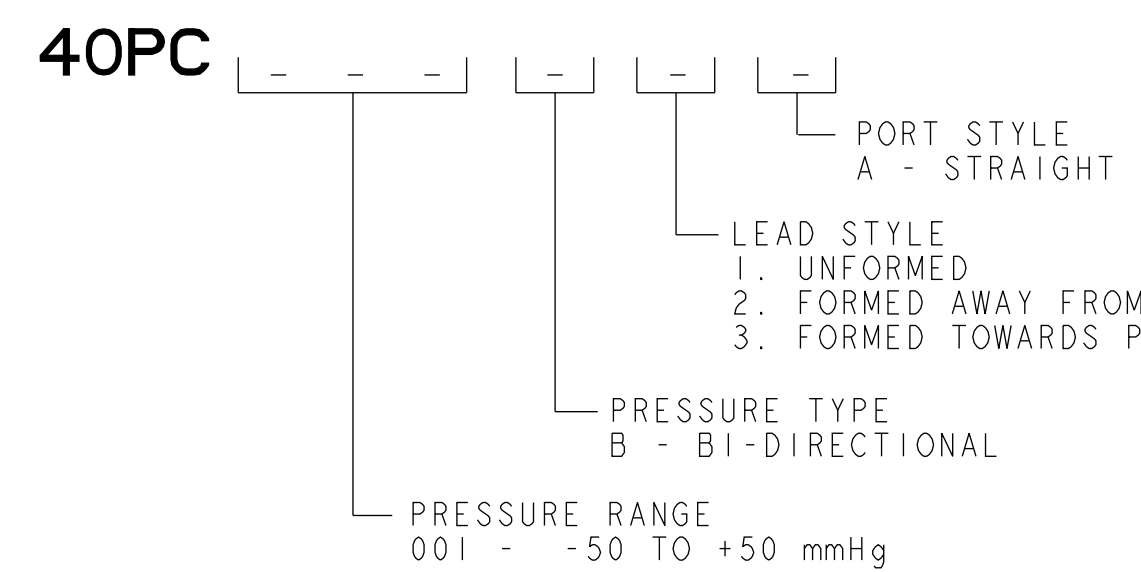 40PC _ _ _ _ _ _
PORT STYLE
A - STRAIGHT
LEAD STYLE
1. UNFORMED
2. FORMED AWAY FROM
3. FORMED TOWARDS P
PRESSURE TYPE
B - BI-DIRECTIONAL
PRESSURE RANGE
001 - -50 TO +50 mmHg